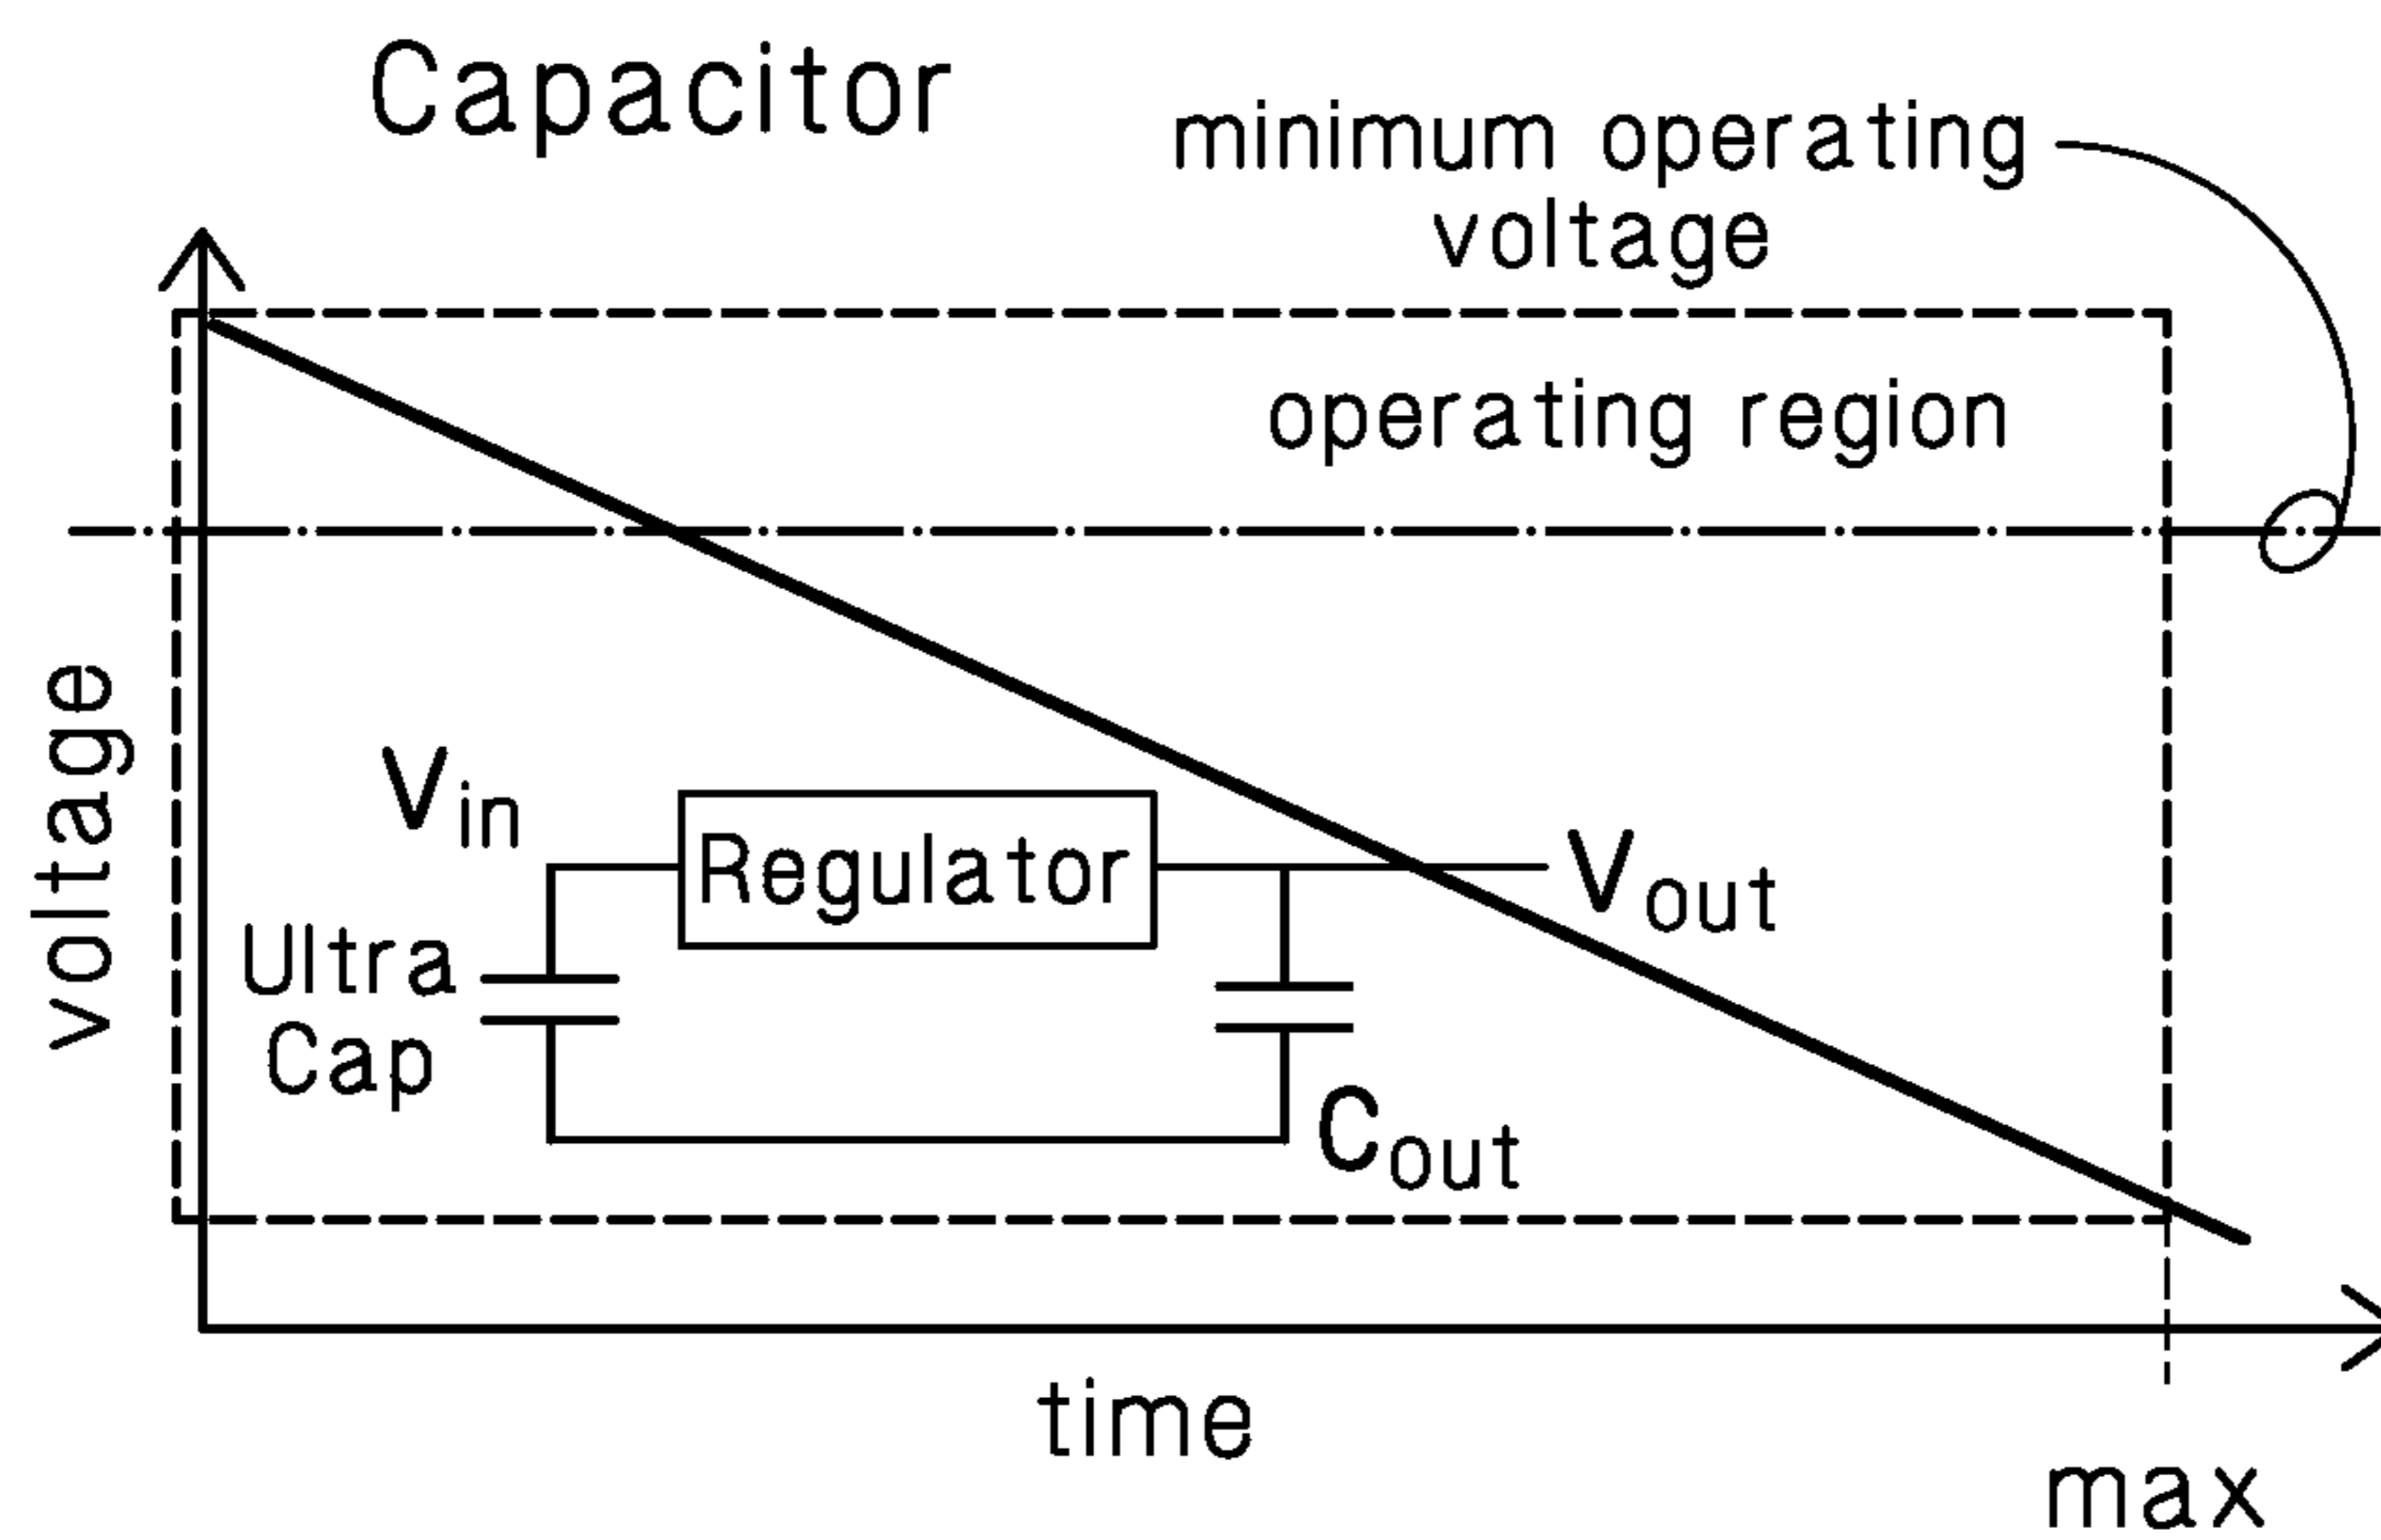 Capacitor
minimum operating
voltage
operating region
voltage
Vin
Regulator
Vout
Ultra
Cap
Cout
time
max